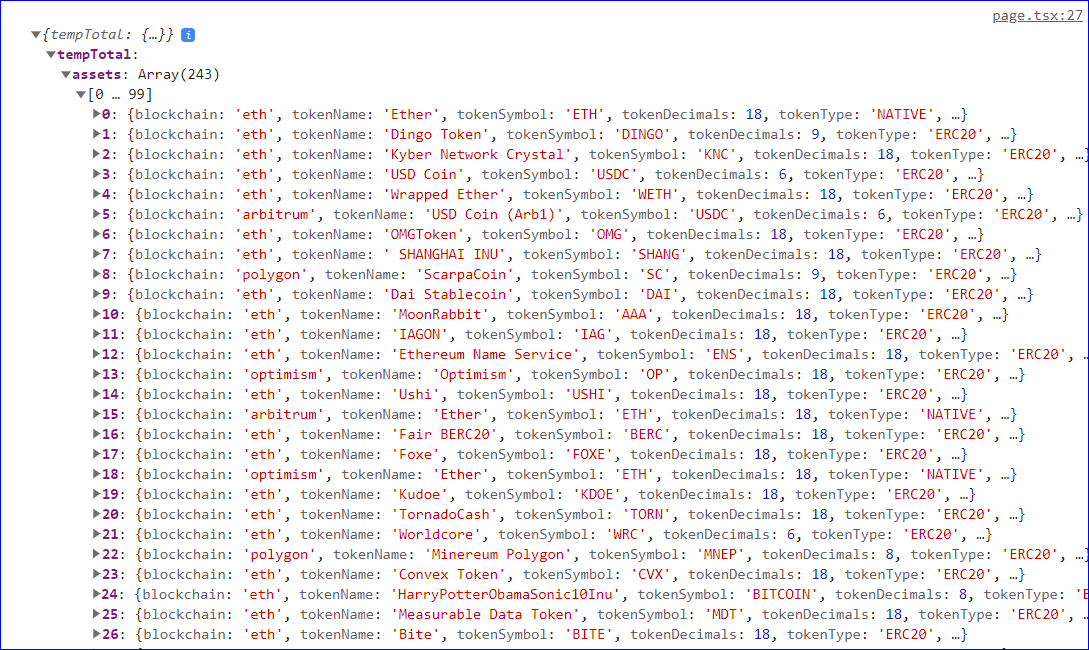 page.tsx:27
▼{tempTotal: {…}} i
▼tempTotal:
▼assets: Array(243)
▼[0 … 99]
▶0: {blockchain: 'eth', tokenName: 'Ether', tokenSymbol: 'ETH', tokenDecimals: 18, tokenType: 'NATIVE', …}
▶1: {blockchain: 'eth', tokenName: 'Dingo Token', tokenSymbol: 'DINGO', tokenDecimals: 9, tokenType: 'ERC20', …}
▶2: {blockchain: 'eth', tokenName: 'Kyber Network Crystal', tokenSymbol: 'KNC', tokenDecimals: 18, tokenType: 'ERC20', …}
▶3: {blockchain: 'eth', tokenName: 'USD Coin', tokenSymbol: 'USDC', tokenDecimals: 6, tokenType: 'ERC20', …}
▶4: {blockchain: 'eth', tokenName: 'Wrapped Ether', tokenSymbol: 'WETH', tokenDecimals: 18, tokenType: 'ERC20', …}
▶5: {blockchain: 'arbitrum', tokenName: 'USD Coin (Arb1)', tokenSymbol: 'USDC', tokenDecimals: 6, tokenType: 'ERC20', …}
▶6: {blockchain: 'eth', tokenName: 'OMGToken', tokenSymbol: 'OMG', tokenDecimals: 18, tokenType: 'ERC20', …}
▶7: {blockchain: 'eth', tokenName: ' SHANGHAI INU', tokenSymbol: 'SHANG', tokenDecimals: 18, tokenType: 'ERC20', …}
▶8: {blockchain: 'polygon', tokenName: 'ScarpaCoin', tokenSymbol: 'SC', tokenDecimals: 9, tokenType: 'ERC20', …}
▶9: {blockchain: 'eth', tokenName: 'Dai Stablecoin', tokenSymbol: 'DAI', tokenDecimals: 18, tokenType: 'ERC20', …}
▶10: {blockchain: 'eth', tokenName: 'MoonRabbit', tokenSymbol: 'AAA', tokenDecimals: 18, tokenType: 'ERC20', …}
▶11: {blockchain: 'eth', tokenName: 'IAGON', tokenSymbol: 'IAG', tokenDecimals: 18, tokenType: 'ERC20', …}
▶12: {blockchain: 'eth', tokenName: 'Ethereum Name Service', tokenSymbol: 'ENS', tokenDecimals: 18, tokenType: 'ERC20', …
▶13: {blockchain: 'optimism', tokenName: 'Optimism', tokenSymbol: 'OP', tokenDecimals: 18, tokenType: 'ERC20', …}
▶14: {blockchain: 'eth', tokenName: 'Ushi', tokenSymbol: 'USHI', tokenDecimals: 18, tokenType: 'ERC20', …}
▶15: {blockchain: 'arbitrum', tokenName: 'Ether', tokenSymbol: 'ETH', tokenDecimals: 18, tokenType: 'NATIVE', …}
▶16: {blockchain: 'eth', tokenName: 'Fair BERC20', tokenSymbol: 'BERC', tokenDecimals: 18, tokenType: 'ERC20', …}
▶17: {blockchain: 'eth', tokenName: 'Foxe', tokenSymbol: 'FOXE', tokenDecimals: 18, tokenType: 'ERC20', …}
▶18: {blockchain: 'optimism', tokenName: 'Ether', tokenSymbol: 'ETH', tokenDecimals: 18, tokenType: 'NATIVE', …}
▶19: {blockchain: 'eth', tokenName: 'Kudoe', tokenSymbol: 'KDOE', tokenDecimals: 18, tokenType: 'ERC20', …}
▶20: {blockchain: 'eth', tokenName: 'TornadoCash', tokenSymbol: 'TORN', tokenDecimals: 18, tokenType: 'ERC20', …}
▶21: {blockchain: 'eth', tokenName: 'Worldcore', tokenSymbol: 'WRC', tokenDecimals: 6, tokenType: 'ERC20', …}
▶22: {blockchain: 'polygon', tokenName: 'Minereum Polygon', tokenSymbol: 'MNEP', tokenDecimals: 8, tokenType: 'ERC20', …}
▶23: {blockchain: 'eth', tokenName: 'Convex Token', tokenSymbol: 'CVX', tokenDecimals: 18, tokenType: 'ERC20', …}
▶24: {blockchain: 'eth', tokenName: 'HarryPotterObamaSonic10Inu', tokenSymbol: 'BITCOIN', tokenDecimals: 8, tokenType: 'E
▶25: {blockchain: 'eth', tokenName: 'Measurable Data Token', tokenSymbol: 'MDT', tokenDecimals: 18, tokenType: 'ERC20', …
▶26: {blockchain: 'eth', tokenName: 'Bite', tokenSymbol: 'BITE', tokenDecimals: 18, tokenType: 'ERC20', …}